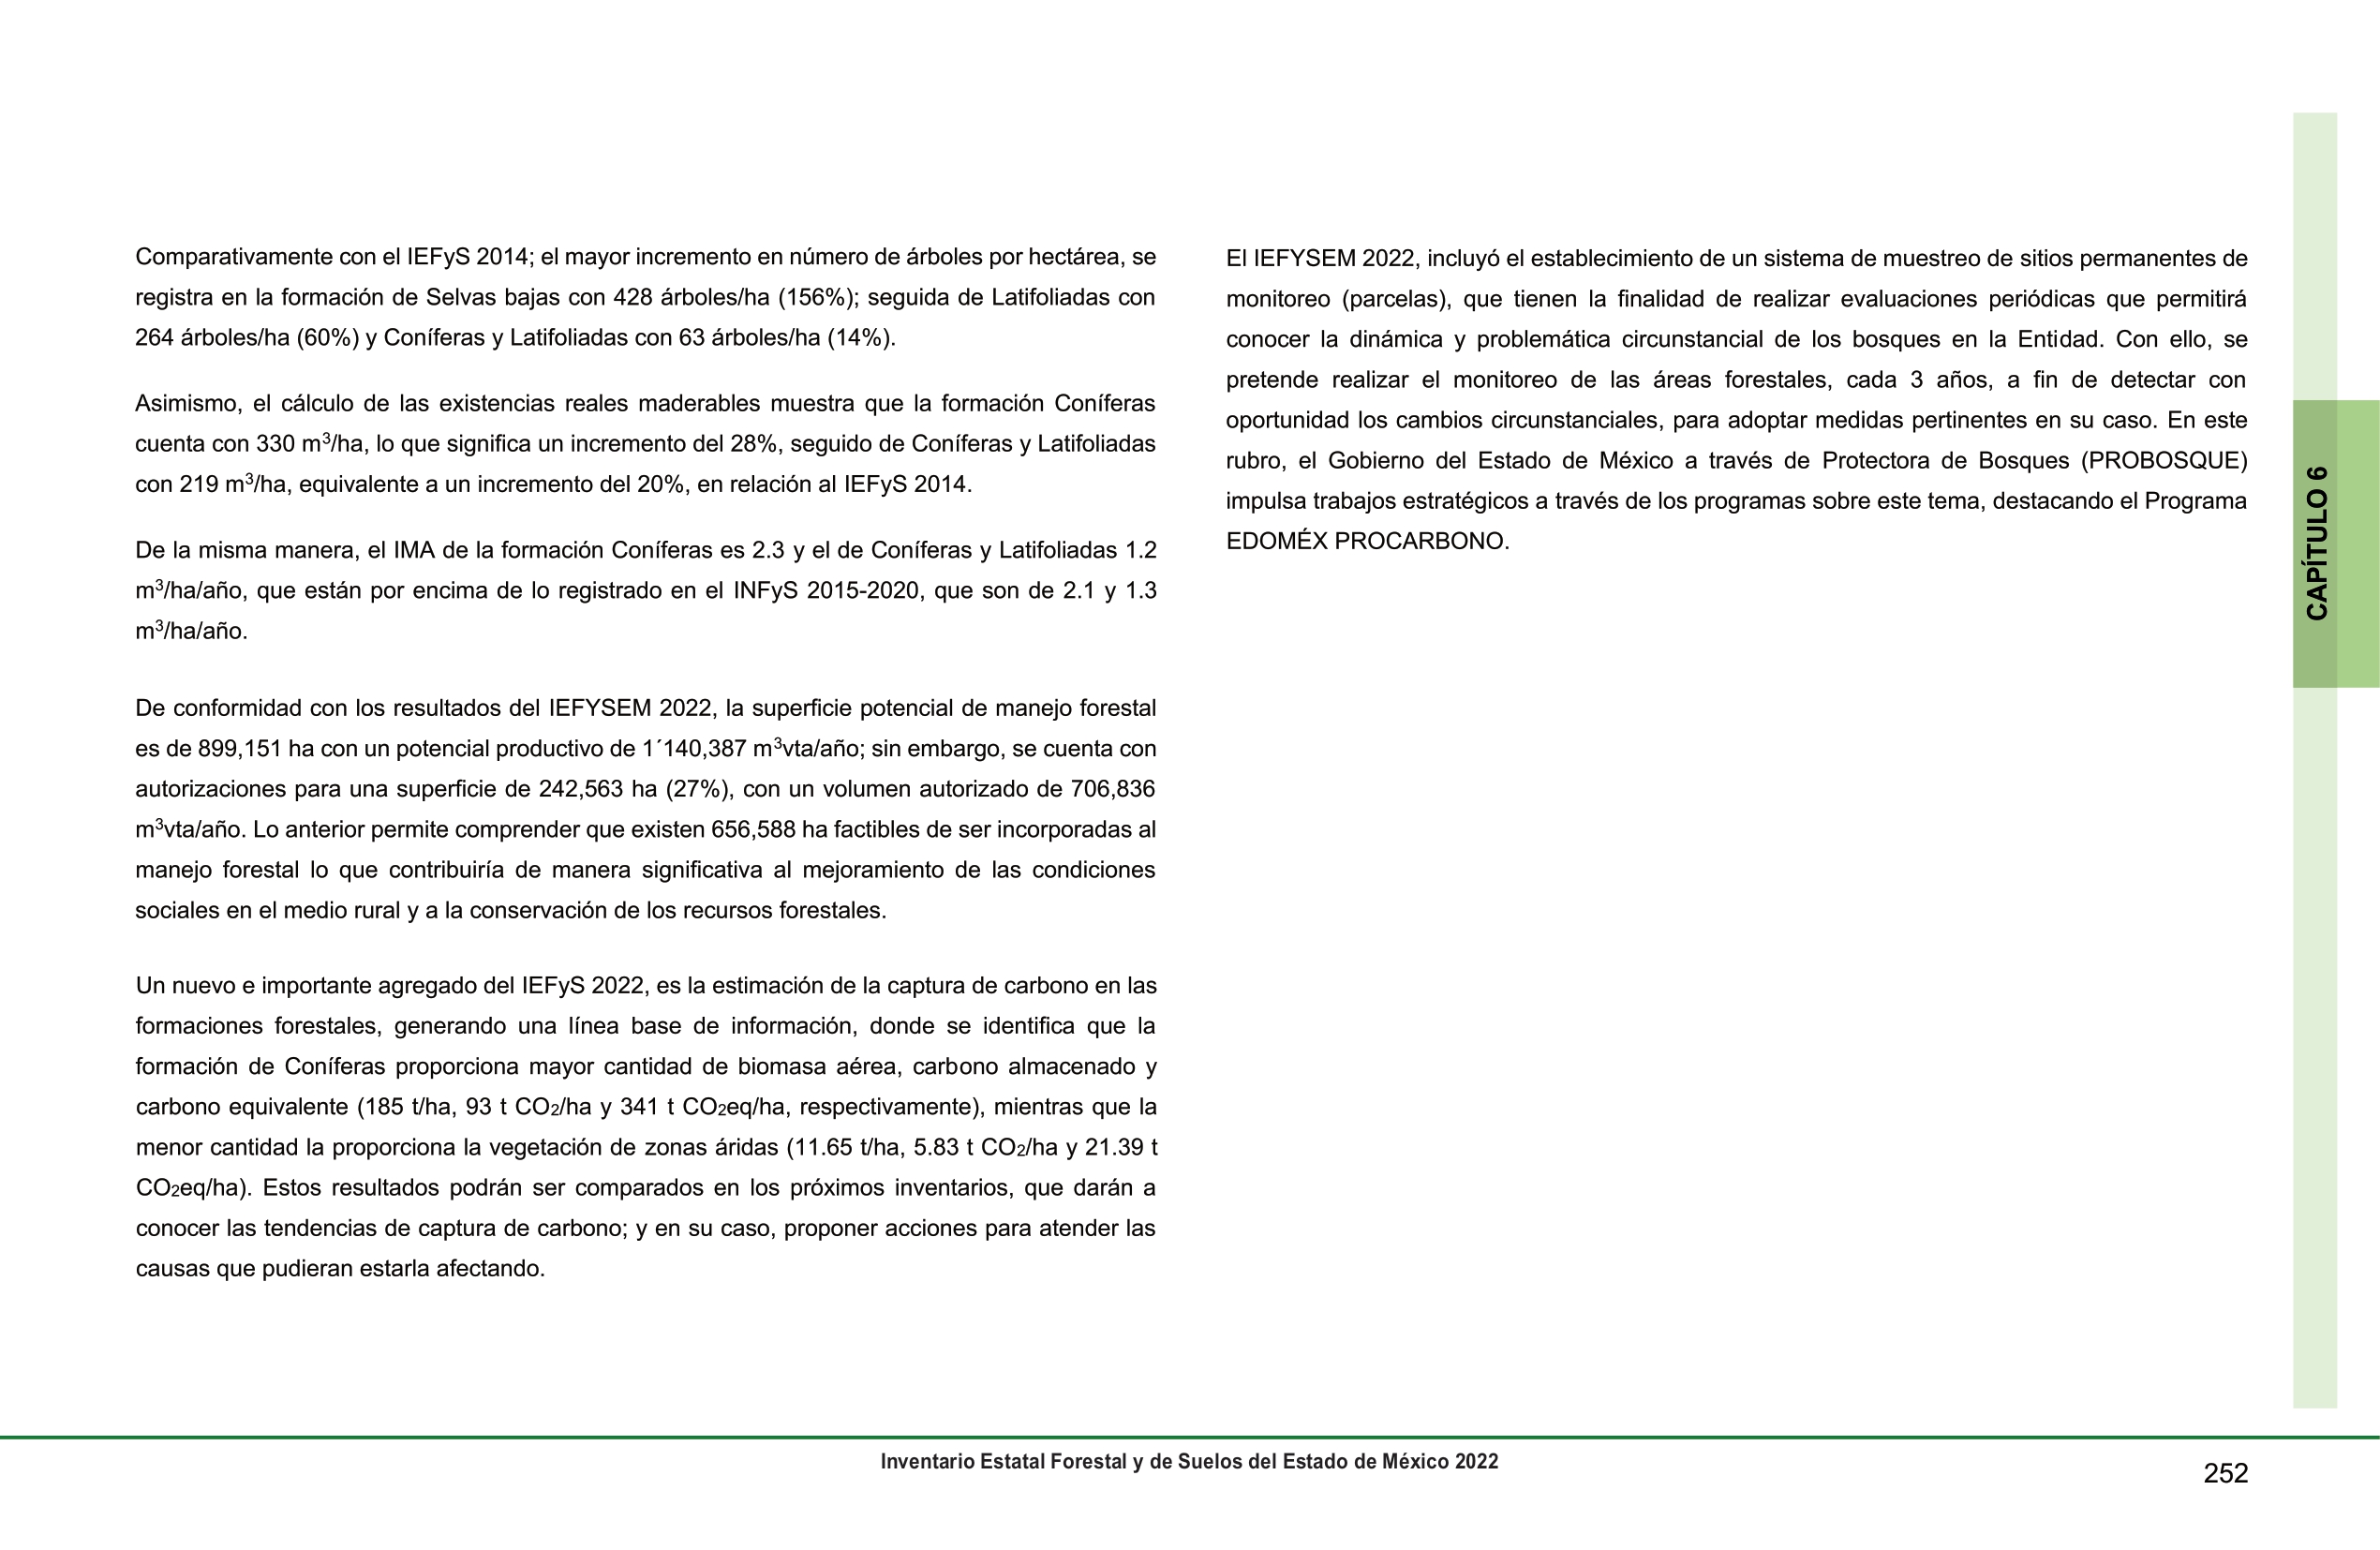 Comparativamente con el IEFyS 2014; el mayor incremento en número de árboles por hectárea, se
registra en la formación de Selvas bajas con 428 árboles/ha (156%); seguida de Latifoliadas con
264 árboles/ha (60%) y Coníferas y Latifoliadas con 63 árboles/ha (14%).
Asimismo, el cálculo de las existencias reales maderables muestra que la formación Coníferas
cuenta con 330 m³/ha, lo que significa un incremento del 28%, seguido de Coníferas y Latifoliadas
con 219 m³/ha, equivalente a un incremento del 20%, en relación al IEFyS 2014.
De la misma manera, el IMA de la formación Coníferas es 2.3 y el de Coníferas y Latifoliadas 1.2
m³/ha/año, que están por encima de lo registrado en el INFyS 2015-2020, que son de 2.1 y 1.3
m³/ha/año.
De conformidad con los resultados del IEFYSEM 2022, la superficie potencial de manejo forestal
es de 899,151 ha con un potencial productivo de 1´140,387 m³vta/año; sin embargo, se cuenta con
autorizaciones para una superficie de 242,563 ha (27%), con un volumen autorizado de 706,836
m³vta/año. Lo anterior permite comprender que existen 656,588 ha factibles de ser incorporadas al
manejo forestal lo que contribuiría de manera significativa al mejoramiento de las condiciones
sociales en el medio rural y a la conservación de los recursos forestales.
Un nuevo e importante agregado del IEFyS 2022, es la estimación de la captura de carbono en las
formaciones forestales, generando una línea base de información, donde se identifica que la
formación de Coníferas proporciona mayor cantidad de biomasa aérea, carbono almacenado y
carbono equivalente (185 t/ha, 93 t CO₂/ha y 341 t CO₂eq/ha, respectivamente), mientras que la
menor cantidad la proporciona la vegetación de zonas áridas (11.65 t/ha, 5.83 t CO₂/ha y 21.39 t
CO₂eq/ha). Estos resultados podrán ser comparados en los próximos inventarios, que darán a
conocer las tendencias de captura de carbono; y en su caso, proponer acciones para atender las
causas que pudieran estarla afectando.
El IEFYSEM 2022, incluyó el establecimiento de un sistema de muestreo de sitios permanentes de
monitoreo (parcelas), que tienen la finalidad de realizar evaluaciones periódicas que permitirá
conocer la dinámica y problemática circunstancial de los bosques en la Entidad. Con ello, se
pretende realizar el monitoreo de las áreas forestales, cada 3 años, a fin de detectar con
oportunidad los cambios circunstanciales, para adoptar medidas pertinentes en su caso. En este
rubro, el Gobierno del Estado de México a través de Protectora de Bosques (PROBOSQUE)
impulsa trabajos estratégicos a través de los programas sobre este tema, destacando el Programa
EDOMÉX PROCARBONO.
CAPÍTULO 6
Inventario Estatal Forestal y de Suelos del Estado de México 2022
252